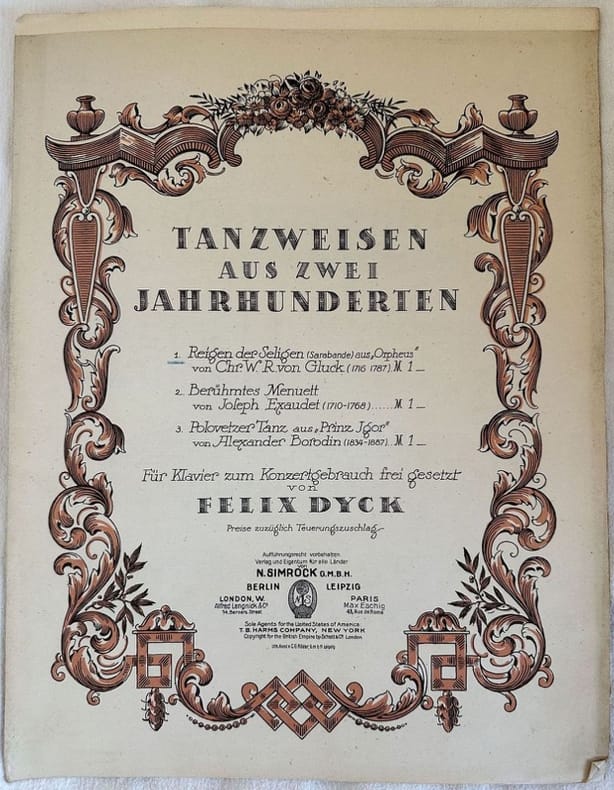 TANZWEISEN
AUS ZWEI
JAHRHUNDERTEN
1. Reigen der Seligen (Sarabande) aus „Orpheus"
von Chr. W. R. von Gluck. (1716 1787). M. 1 _
2. Berühmtes Menuett
von Joseph Exaudet (1710-1768) ...... M. 1 _
3. Polovetzer Tanz aus „Prinz Jgor"
von Alexander Borodin (1834-1887). . M. 1 _
Für Klavier zum Konzertgebrauch frei gesetzt
von
FELIX DYCK
Preise zuzüglich Teuerungszuschlag
Aufführungsrecht vorbehalten.
Verlag und Eigentum für alle Länder
von
N. SIMROCK G.M.B.H.
BERLIN LEIPZIG
NS
LONDON, W. PARIS
Alfred Lengnick & Co Max Eschig
14, Berners Street 48, Rue de Rome
Sole Agents for the United States of America:
T. B. HARMS COMPANY, NEW YORK
Copyright for the British Empire by Schott & Co London.
C. G. Röder, G.m.b.H. Leipzig